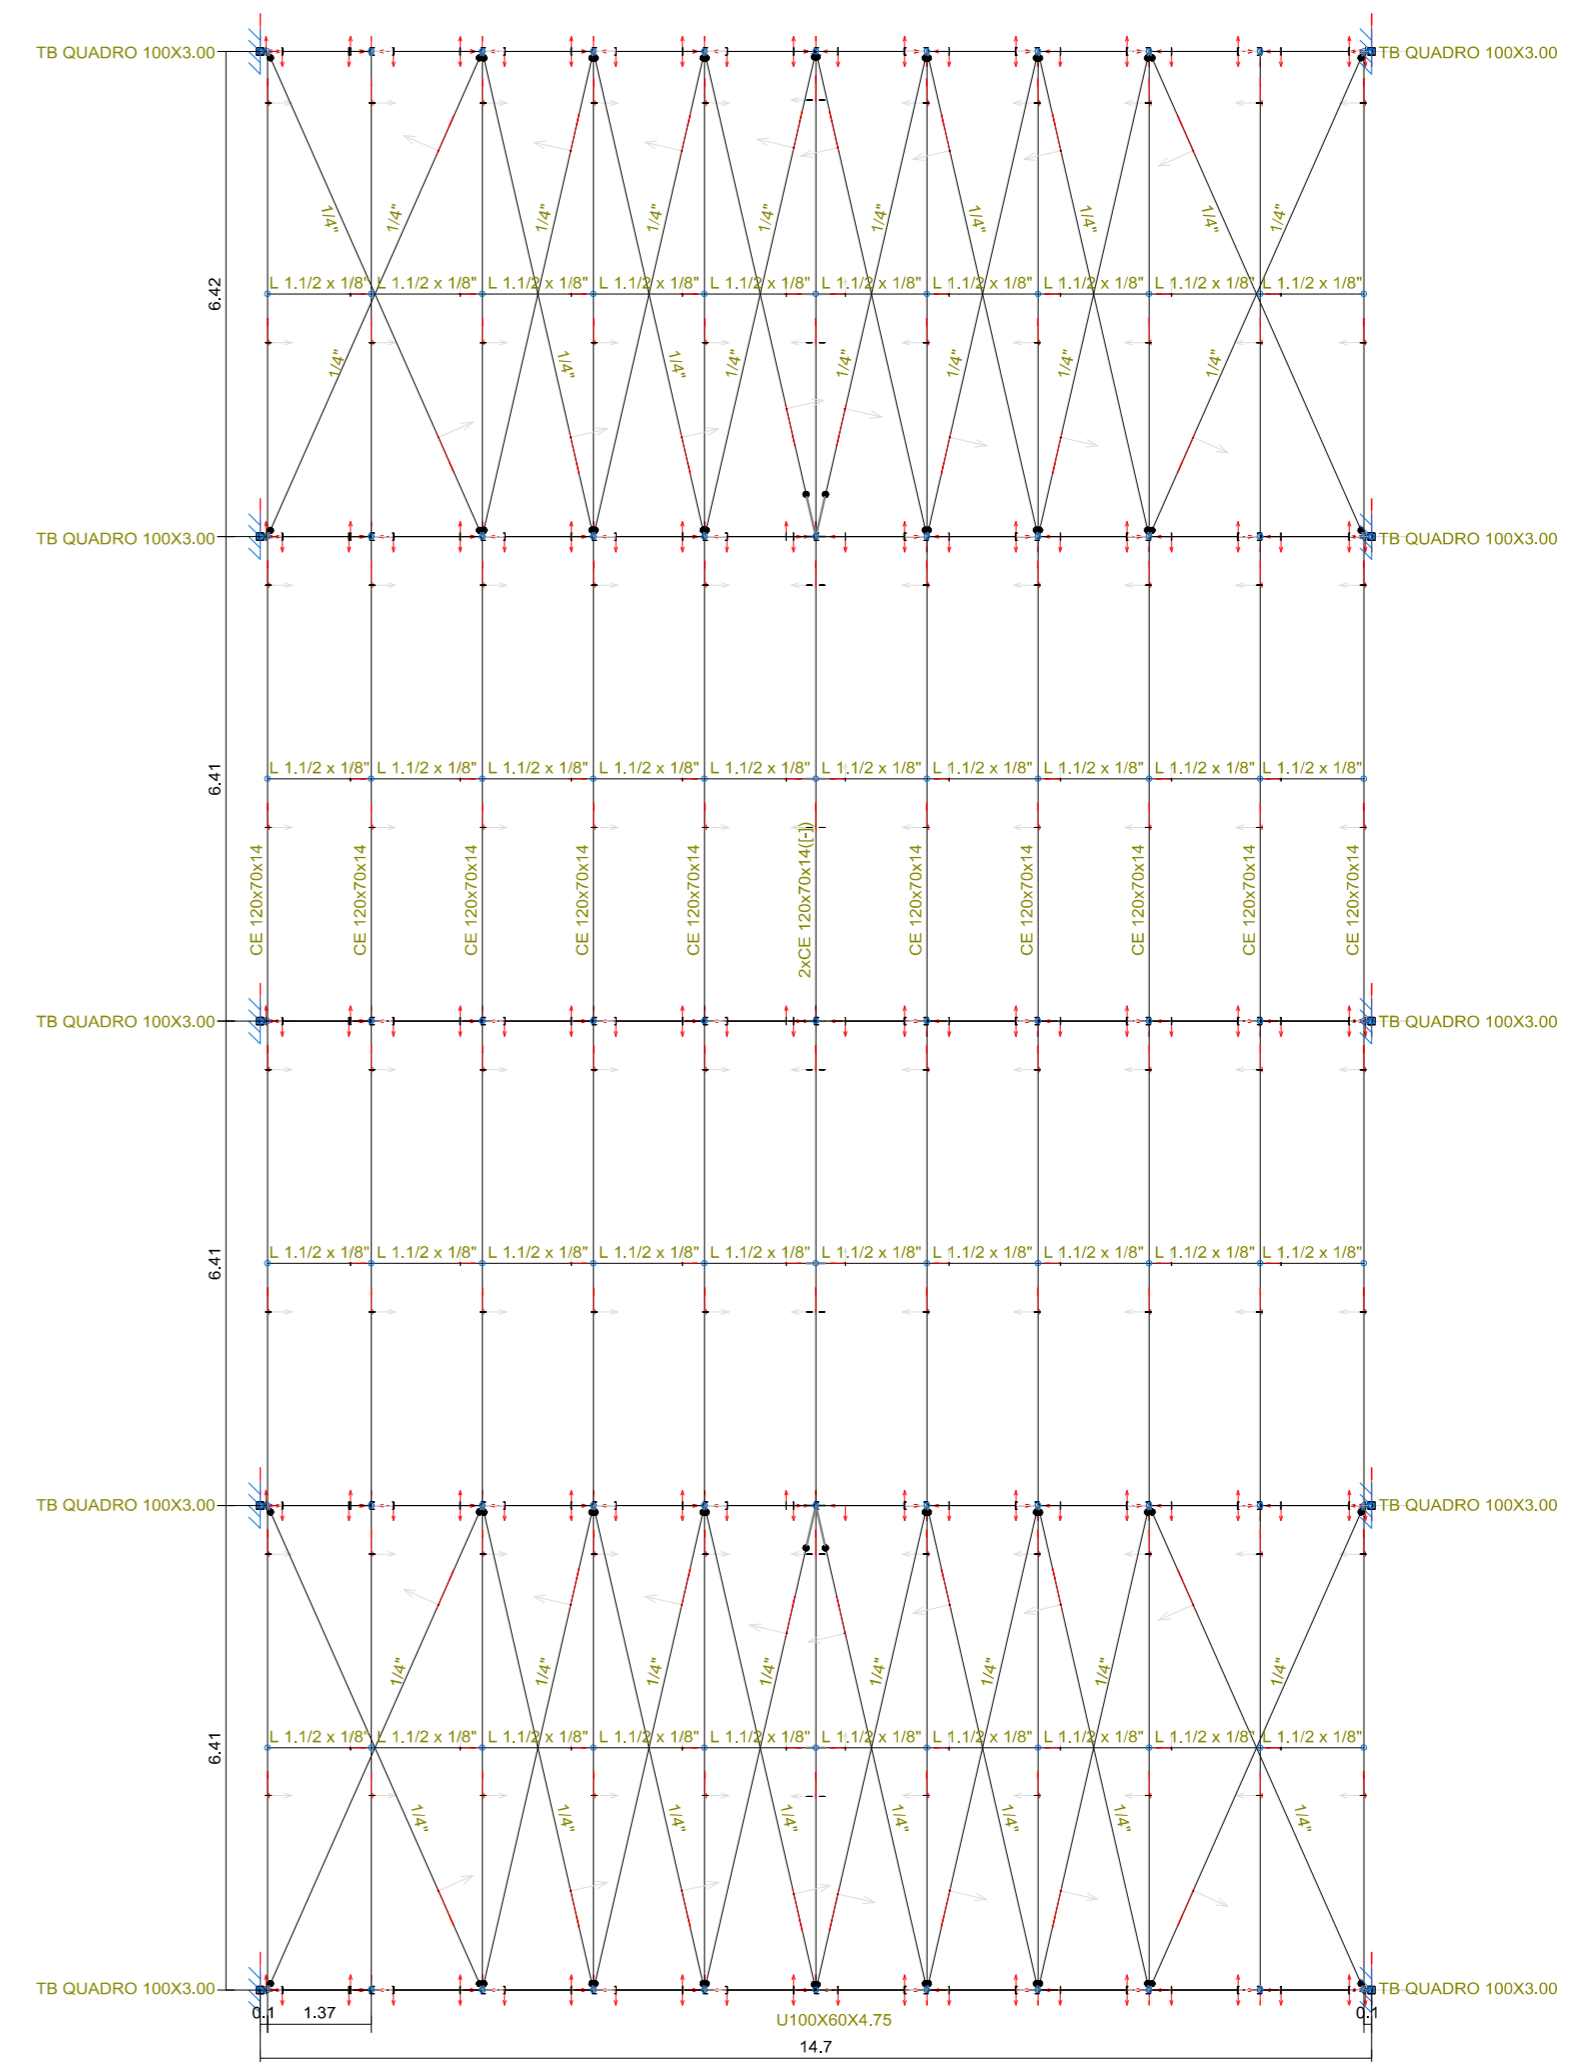 TB QUADRO 100X3.00 TB QUADRO 100X3.00
1/4" 1/4" 1/4" 1/4" 1/4" 1/4" 1/4" 1/4" 1/4" 1/4"
L 1.1/2 x 1/8" L 1.1/2 x 1/8" L 1.1/2 x 1/8" L 1.1/2 x 1/8" L 1.1/2 x 1/8" L 1.1/2 x 1/8" L 1.1/2 x 1/8" L 1.1/2 x 1/8" L 1.1/2 x 1/8" L 1.1/2 x 1/8"
6.42
1/4" 1/4" 1/4" 1/4" 1/4" 1/4" 1/4" 1/4"
TB QUADRO 100X3.00 TB QUADRO 100X3.00
L 1.1/2 x 1/8" L 1.1/2 x 1/8" L 1.1/2 x 1/8" L 1.1/2 x 1/8" L 1.1/2 x 1/8" L 1.1/2 x 1/8" L 1.1/2 x 1/8" L 1.1/2 x 1/8" L 1.1/2 x 1/8" L 1.1/2 x 1/8"
6.41
CE 120x70x14 CE 120x70x14 CE 120x70x14 CE 120x70x14 CE 120x70x14 2xCE 120x70x14([-]) CE 120x70x14 CE 120x70x14 CE 120x70x14 CE 120x70x14 CE 120x70x14
TB QUADRO 100X3.00 TB QUADRO 100X3.00
L 1.1/2 x 1/8" L 1.1/2 x 1/8" L 1.1/2 x 1/8" L 1.1/2 x 1/8" L 1.1/2 x 1/8" L 1.1/2 x 1/8" L 1.1/2 x 1/8" L 1.1/2 x 1/8" L 1.1/2 x 1/8" L 1.1/2 x 1/8"
6.41
TB QUADRO 100X3.00 TB QUADRO 100X3.00
1/4" 1/4" 1/4" 1/4" 1/4" 1/4" 1/4" 1/4"
L 1.1/2 x 1/8" L 1.1/2 x 1/8" L 1.1/2 x 1/8" L 1.1/2 x 1/8" L 1.1/2 x 1/8" L 1.1/2 x 1/8" L 1.1/2 x 1/8" L 1.1/2 x 1/8" L 1.1/2 x 1/8" L 1.1/2 x 1/8"
6.41
1/4" 1/4" 1/4" 1/4" 1/4" 1/4" 1/4" 1/4"
TB QUADRO 100X3.00 TB QUADRO 100X3.00
0.1 1.37 U100X60X4.75 0.1
14.7